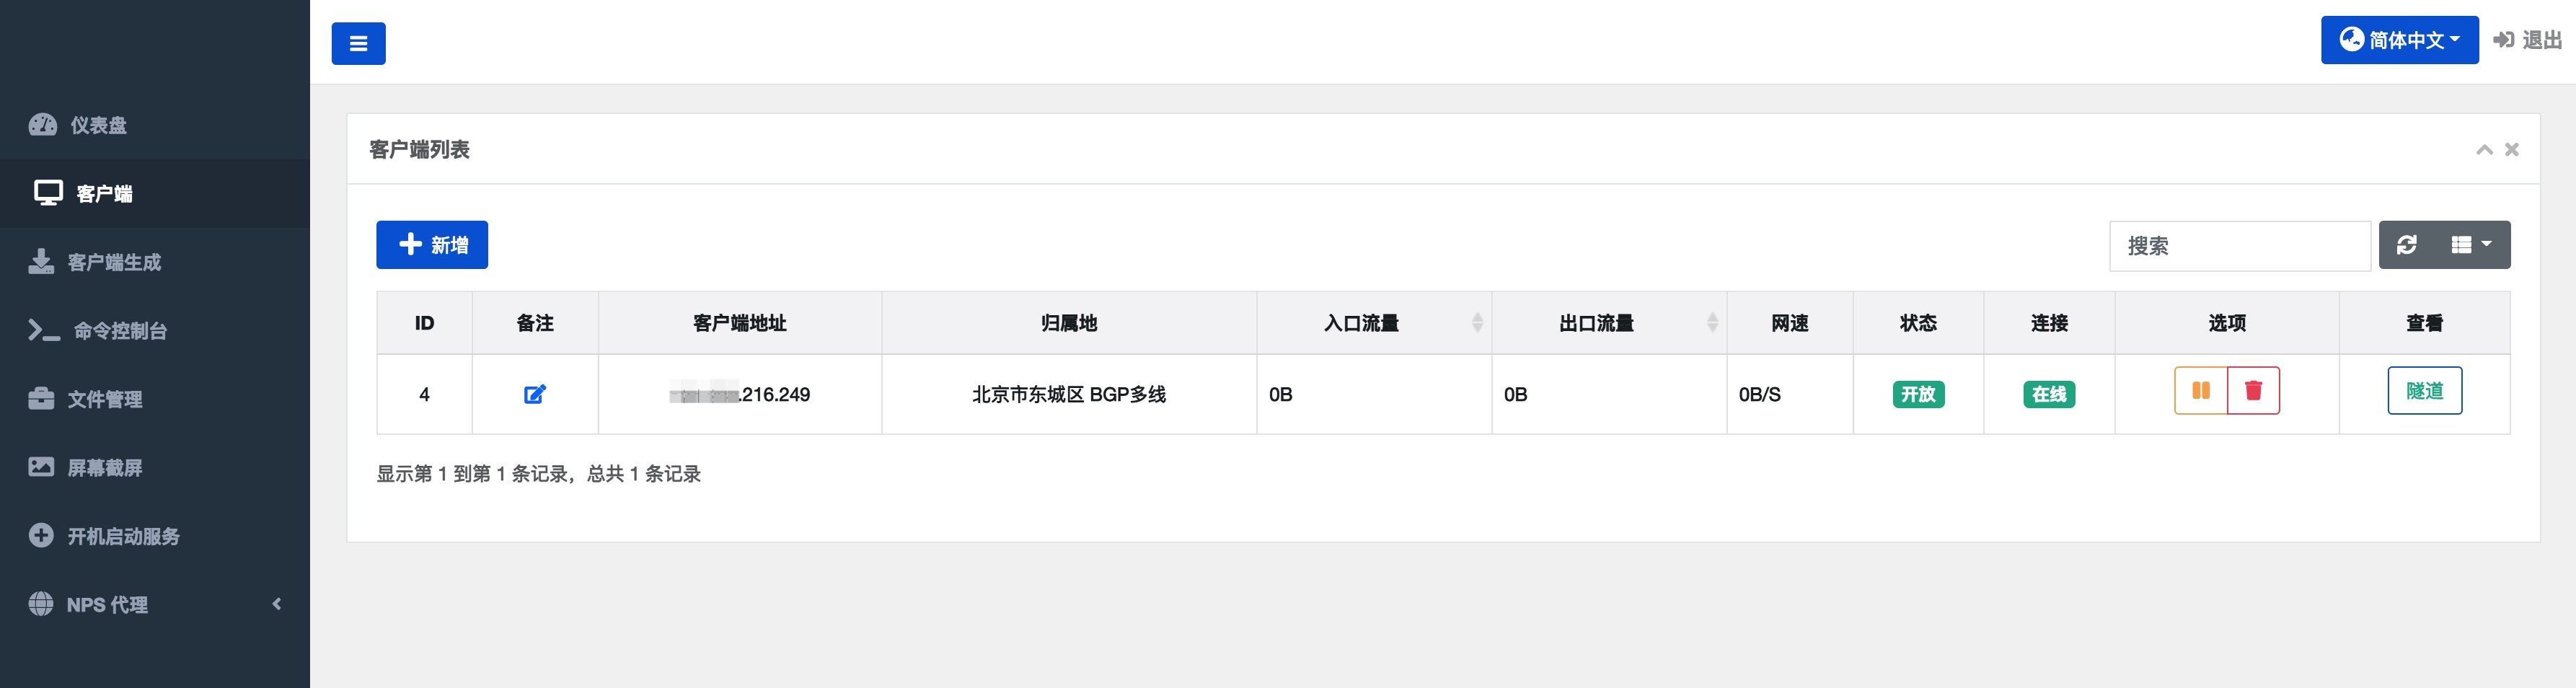 简体中文
退出
仪表盘
客户端
客户端生成
命令控制台
文件管理
屏幕截屏
开机启动服务
NPS 代理
客户端列表
新增
搜索
ID 备注 客户端地址 归属地 入口流量 出口流量 网速 状态 连接 选项 查看
4 .216.249 北京市东城区 BGP多线 0B 0B 0B/S 开放 在线 隧道
显示第 1 到第 1 条记录，总共 1 条记录